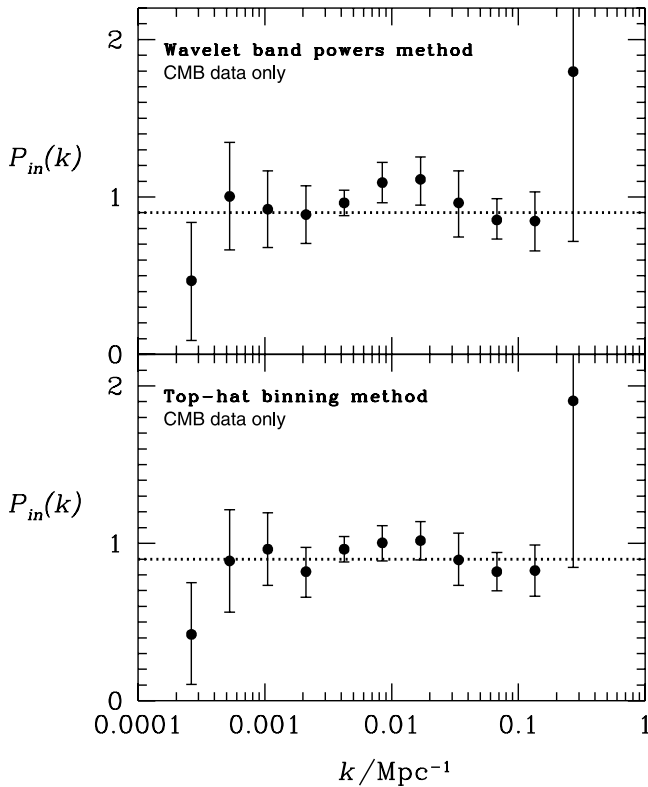 2
Wavelet band powers method
CMB data only
P_in(k)
1
0
2
Top-hat binning method
CMB data only
P_in(k)
1
0
0.0001 0.001 0.01 0.1 1
k/Mpc⁻¹